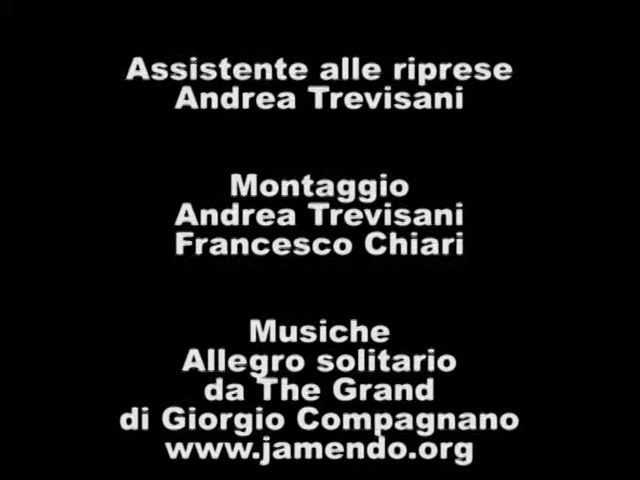 Assistente alle riprese
Andrea Trevisani
Montaggio
Andrea Trevisani
Francesco Chiari
Musiche
Allegro solitario
da The Grand
di Giorgio Compagnano
www.jamendo.org